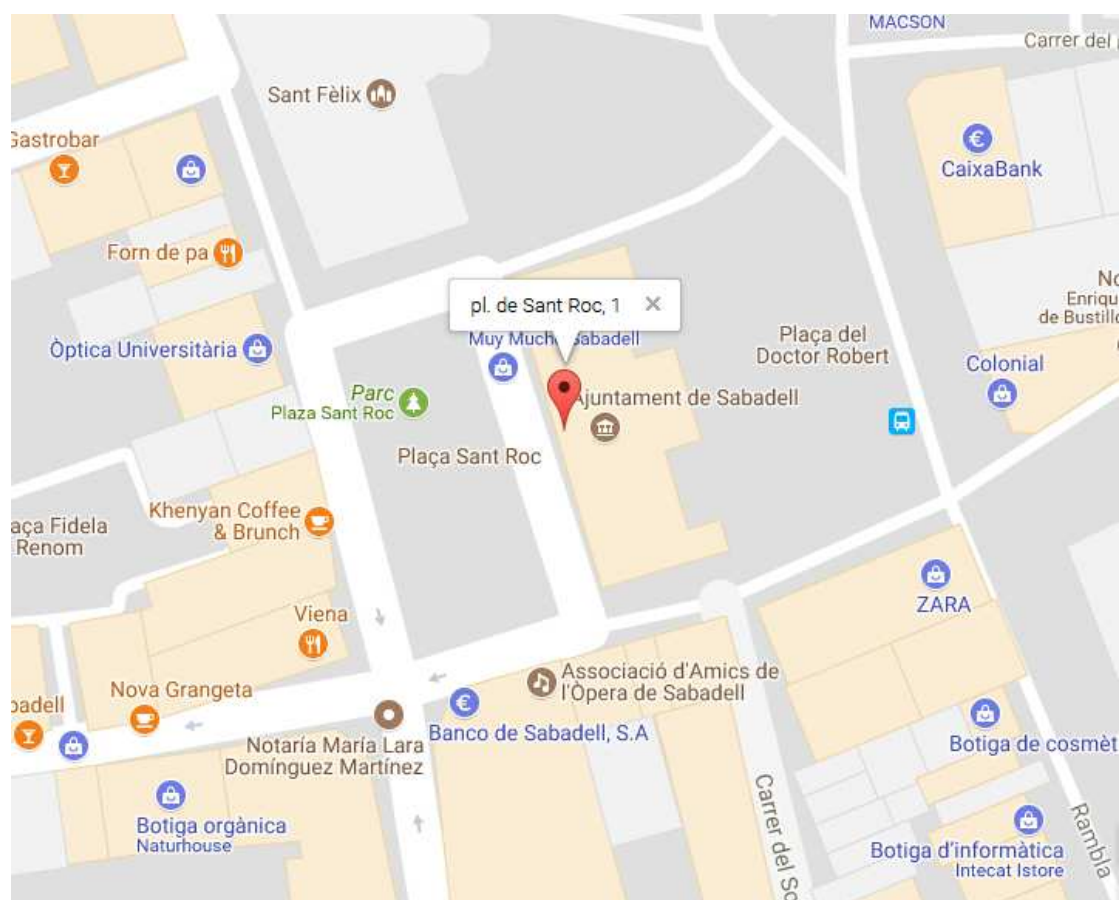 MACSON
Carrer del
Sant Fèlix
Gastrobar
CaixaBank
Forn de pa
pl. de Sant Roc, 1
Enriqu
de Bustillo
Muy Mucho Sabadell
Plaça del
Doctor Robert
Òptica Universitària
Colonial
Parc
Plaza Sant Roc
Ajuntament de Sabadell
Plaça Sant Roc
Khenyan Coffee
& Brunch
aça Fidela
Renom
ZARA
Viena
Associació d'Amics de
l'Òpera de Sabadell
Nova Grangeta
badell
Banco de Sabadell, S.A
Notaría María Lara
Domínguez Martínez
Botiga de cosmèt
Carrer del So
Botiga orgànica
Naturhouse
Rambla
Botiga d'informàtica
Intecat Istore